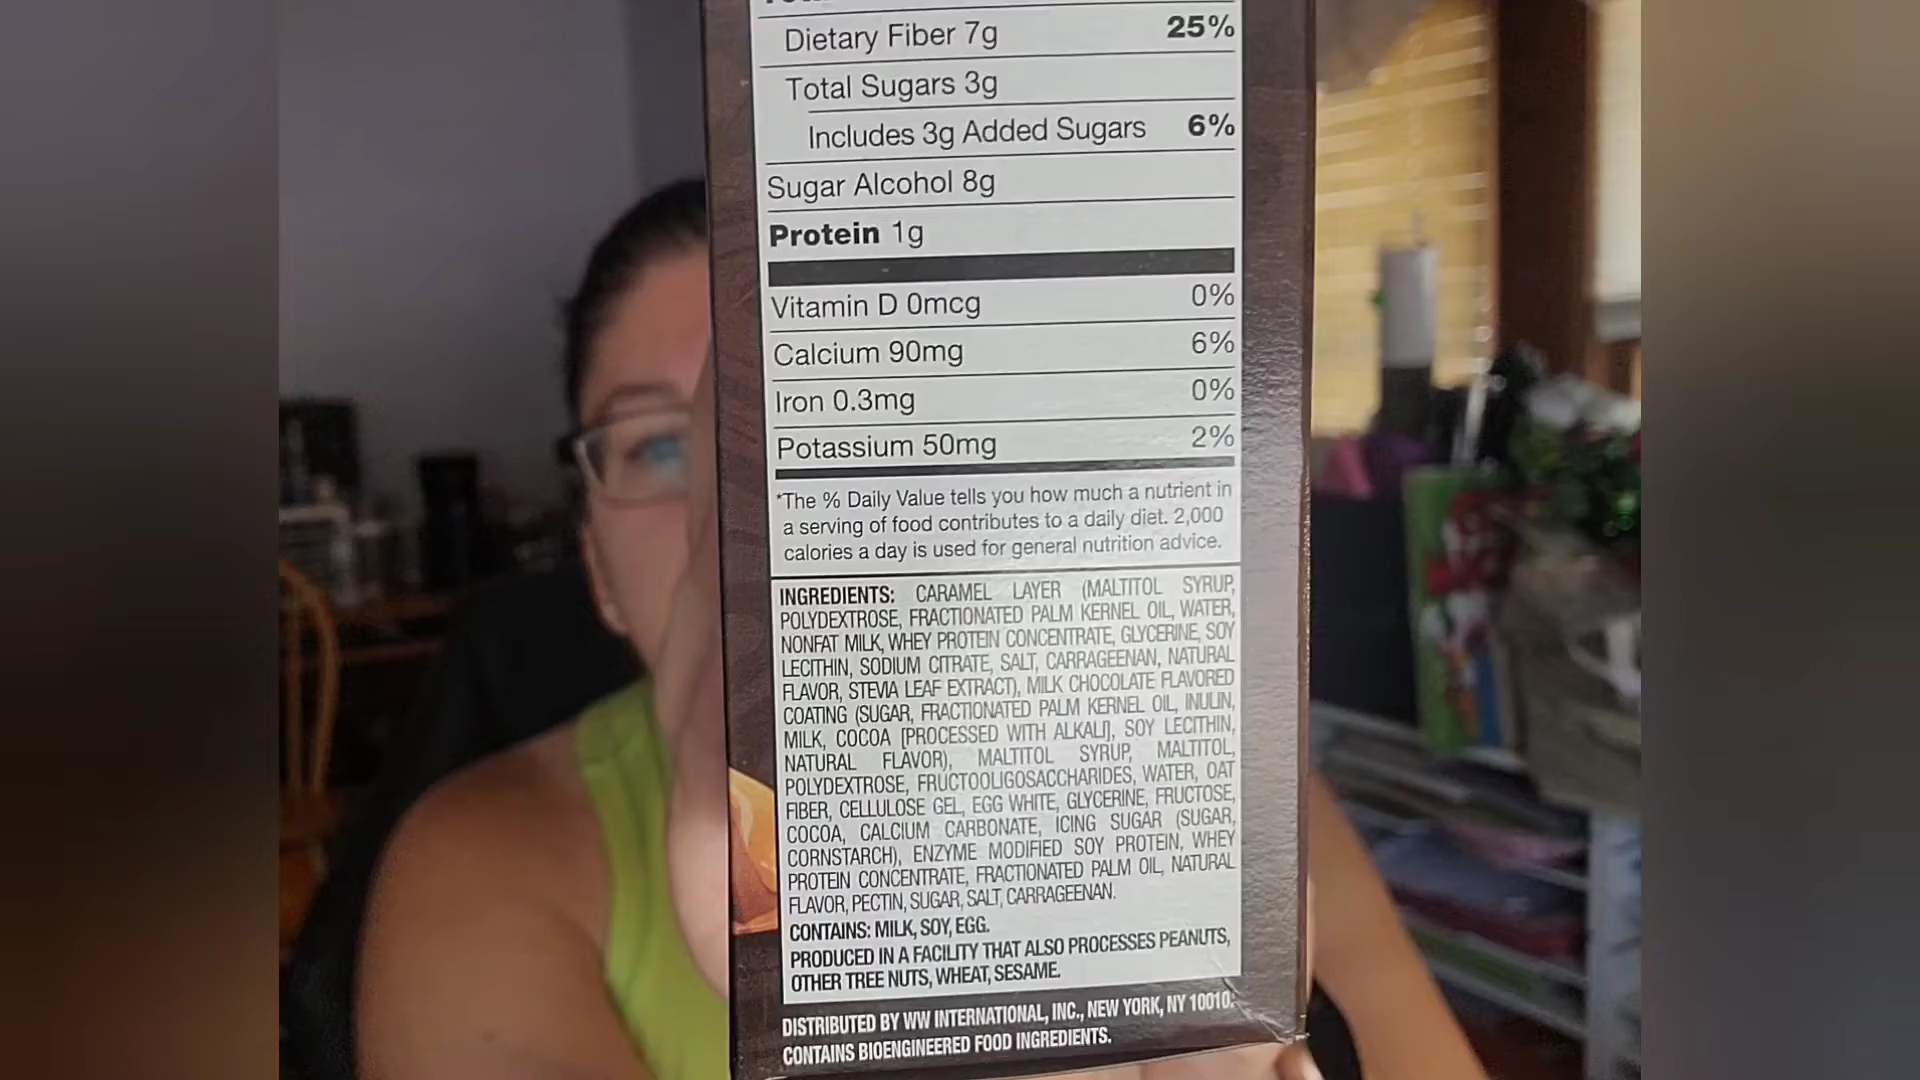 Dietary Fiber 7g 25%
Total Sugars 3g
Includes 3g Added Sugars 6%
Sugar Alcohol 8g
Protein 1g
Vitamin D 0mcg 0%
Calcium 90mg 6%
Iron 0.3mg 0%
Potassium 50mg 2%
*The % Daily Value tells you how much a nutrient in
a serving of food contributes to a daily diet. 2,000
calories a day is used for general nutrition advice.
INGREDIENTS: CARAMEL LAYER (MALTITOL SYRUP,
POLYDEXTROSE, FRACTIONATED PALM KERNEL OIL, WATER,
NONFAT MILK, WHEY PROTEIN CONCENTRATE, GLYCERINE, SOY
LECITHIN, SODIUM CITRATE, SALT, CARRAGEENAN, NATURAL
FLAVOR, STEVIA LEAF EXTRACT), MILK CHOCOLATE FLAVORED
COATING (SUGAR, FRACTIONATED PALM KERNEL OIL, INULIN,
MILK, COCOA [PROCESSED WITH ALKALI], SOY LECITHIN,
NATURAL FLAVOR), MALTITOL SYRUP, MALTITOL,
POLYDEXTROSE, FRUCTOOLIGOSACCHARIDES, WATER, OAT
FIBER, CELLULOSE GEL, EGG WHITE, GLYCERINE, FRUCTOSE,
COCOA, CALCIUM CARBONATE, ICING SUGAR (SUGAR,
CORNSTARCH), ENZYME MODIFIED SOY PROTEIN, WHEY
PROTEIN CONCENTRATE, FRACTIONATED PALM OIL, NATURAL
FLAVOR, PECTIN, SUGAR, SALT, CARRAGEENAN.
CONTAINS: MILK, SOY, EGG.
PRODUCED IN A FACILITY THAT ALSO PROCESSES PEANUTS,
OTHER TREE NUTS, WHEAT, SESAME.
DISTRIBUTED BY WW INTERNATIONAL, INC., NEW YORK, NY 10010.
CONTAINS BIOENGINEERED FOOD INGREDIENTS.